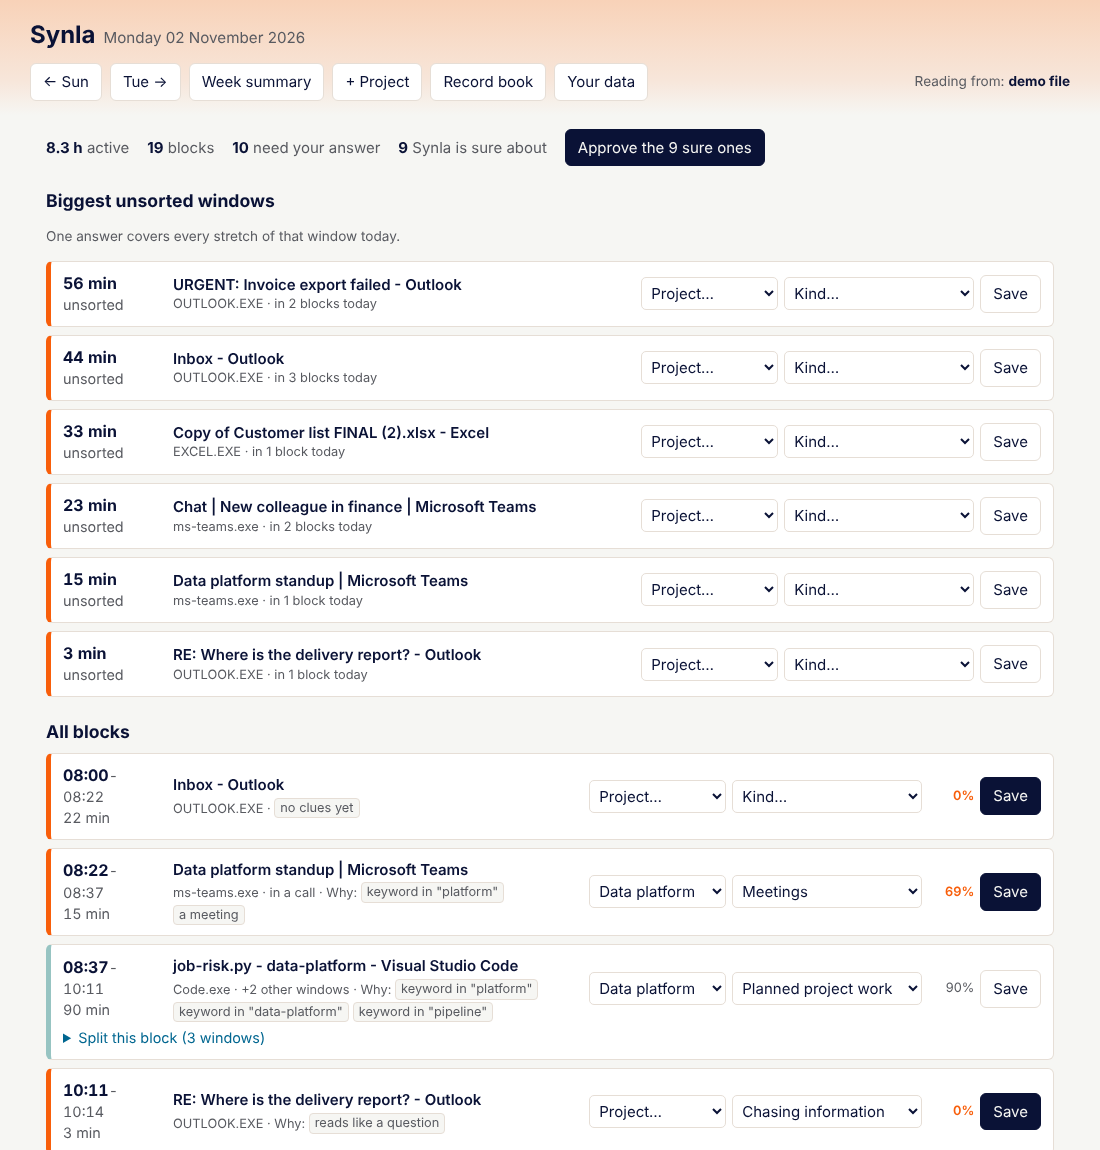 Synla Monday 02 November 2026
← Sun Tue → Week summary + Project Record book Your data Reading from: demo file
8.3 h active 19 blocks 10 need your answer 9 Synla is sure about Approve the 9 sure ones
Biggest unsorted windows
One answer covers every stretch of that window today.
56 min URGENT: Invoice export failed - Outlook Project... Kind... Save
unsorted OUTLOOK.EXE · in 2 blocks today
44 min Inbox - Outlook Project... Kind... Save
unsorted OUTLOOK.EXE · in 3 blocks today
33 min Copy of Customer list FINAL (2).xlsx - Excel Project... Kind... Save
unsorted EXCEL.EXE · in 1 block today
23 min Chat | New colleague in finance | Microsoft Teams Project... Kind... Save
unsorted ms-teams.exe · in 2 blocks today
15 min Data platform standup | Microsoft Teams Project... Kind... Save
unsorted ms-teams.exe · in 1 block today
3 min RE: Where is the delivery report? - Outlook Project... Kind... Save
unsorted OUTLOOK.EXE · in 1 block today
All blocks
08:00 – Inbox - Outlook
08:22 Project... Kind... 0% Save
22 min OUTLOOK.EXE · no clues yet
08:22 – Data platform standup | Microsoft Teams
08:37 ms-teams.exe · in a call · Why: keyword in "platform" Data platform Meetings 69% Save
15 min a meeting
08:37 – job-risk.py - data-platform - Visual Studio Code
10:11 Code.exe · +2 other windows · Why: keyword in "platform" Data platform Planned project work 90% Save
90 min keyword in "data-platform" keyword in "pipeline"
▶ Split this block (3 windows)
10:11 – RE: Where is the delivery report? - Outlook
10:14 Project... Chasing information 0% Save
3 min OUTLOOK.EXE · Why: reads like a question